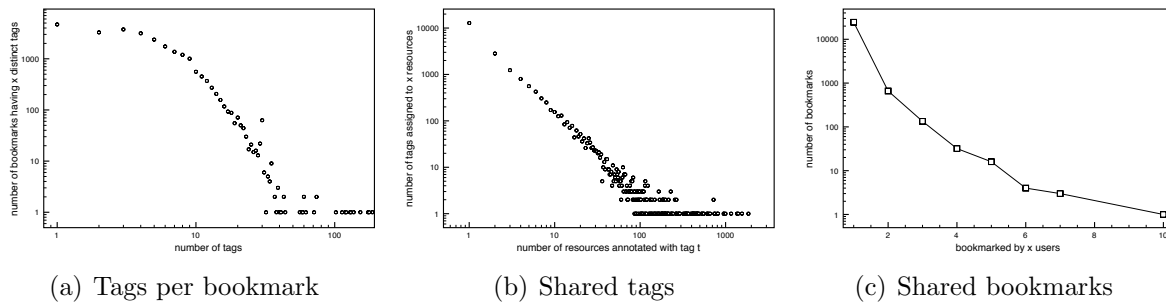 number of bookmarks having x distinct tags
1000
100
10
1
1
10
100
number of tags
(a) Tags per bookmark
number of tags assigned to x resources
10000
1000
100
10
1
1
10
100
1000
number of resources annotated with tag t
(b) Shared tags
number of bookmarks
10000
1000
100
10
1
2
4
6
8
10
bookmarked by x users
(c) Shared bookmarks